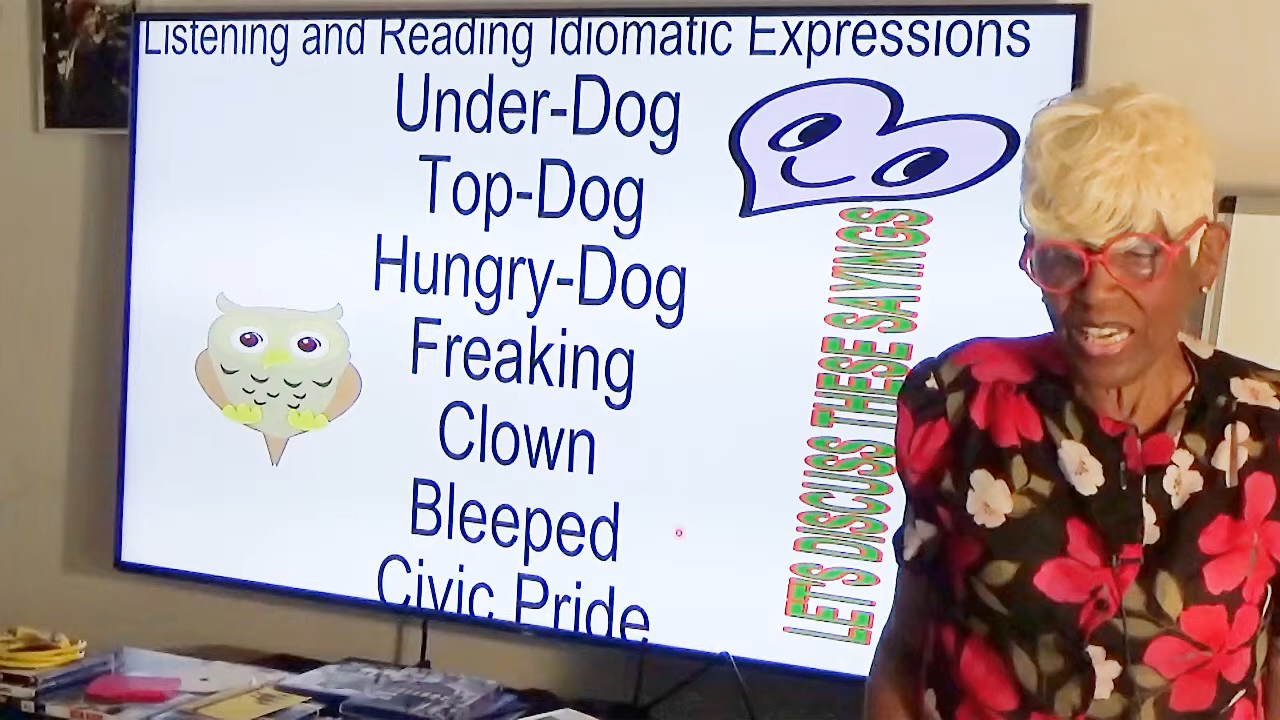 Listening and Reading Idiomatic Expressions
Under-Dog
Top-Dog
Hungry-Dog
Freaking
Clown
Bleeped
Civic Pride
LET'S DISCUSS THESE SAYINGS